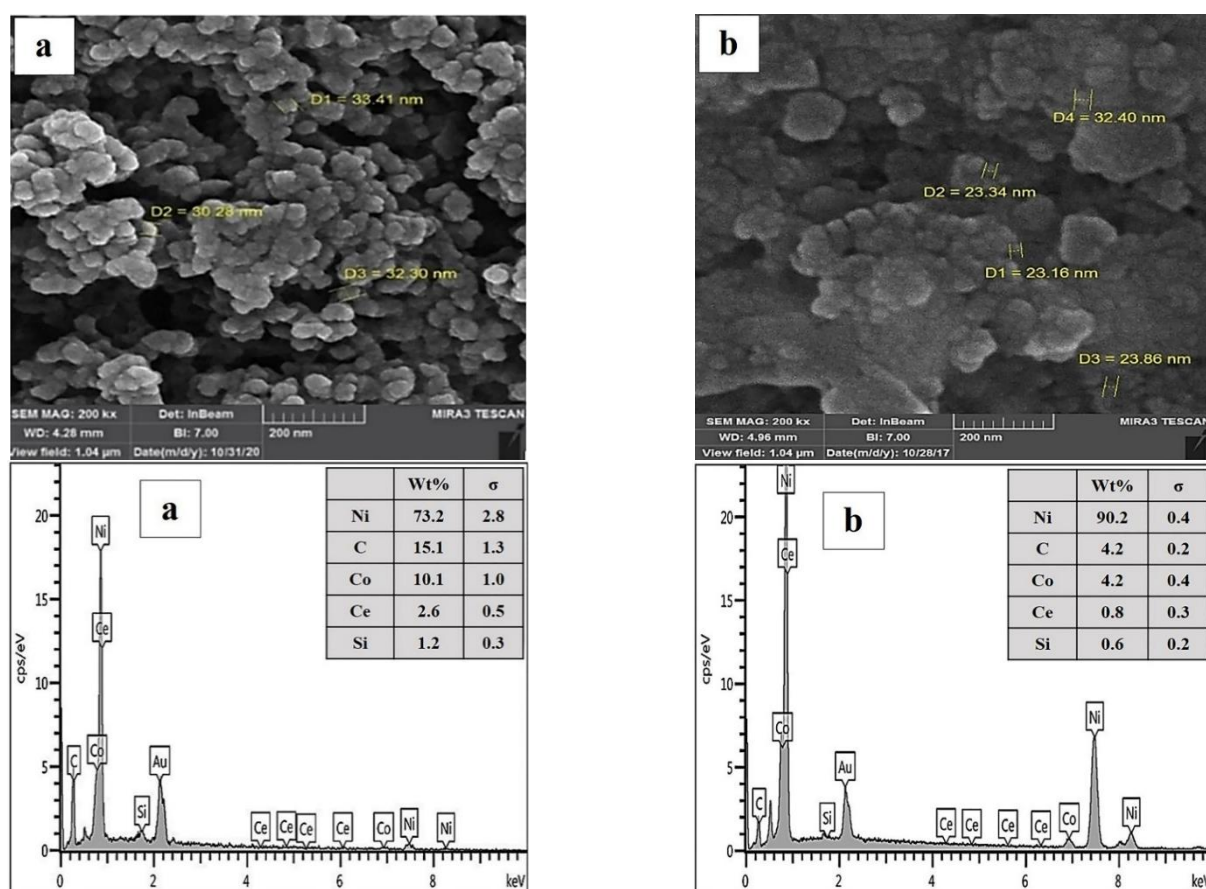 a
D1 = 33.41 nm
D2 = 30.28 nm
D3 = 32.30 nm
SEM MAG: 200 kx Det: InBeam MIRA3 TESCAN
WD: 4.28 mm BI: 7.00 200 nm
View field: 1.04 µm Date(m/d/y): 10/31/20
b
D4 = 32.40 nm
D2 = 23.34 nm
D1 = 23.16 nm
D3 = 23.86 nm
SEM MAG: 200 kx Det: InBeam MIRA3 TESCAN
WD: 4.96 mm BI: 7.00 200 nm
View field: 1.04 µm Date(m/d/y): 10/28/17
a
Wt% σ
Ni 73.2 2.8
C 15.1 1.3
Co 10.1 1.0
Ce 2.6 0.5
Si 1.2 0.3
cps/eV
20
15
10
5
0
Ni
Ce
C Co Si Au Ce Ce Ce Ce Co Ni Ni
0 2 4 6 8 keV
b
Wt% σ
Ni 90.2 0.4
C 4.2 0.2
Co 4.2 0.4
Ce 0.8 0.3
Si 0.6 0.2
cps/eV
20
15
10
5
0
Ni
Ce
Co Ni
C Si Au Ce Ce Ce Ce Co Ni
0 2 4 6 8 keV